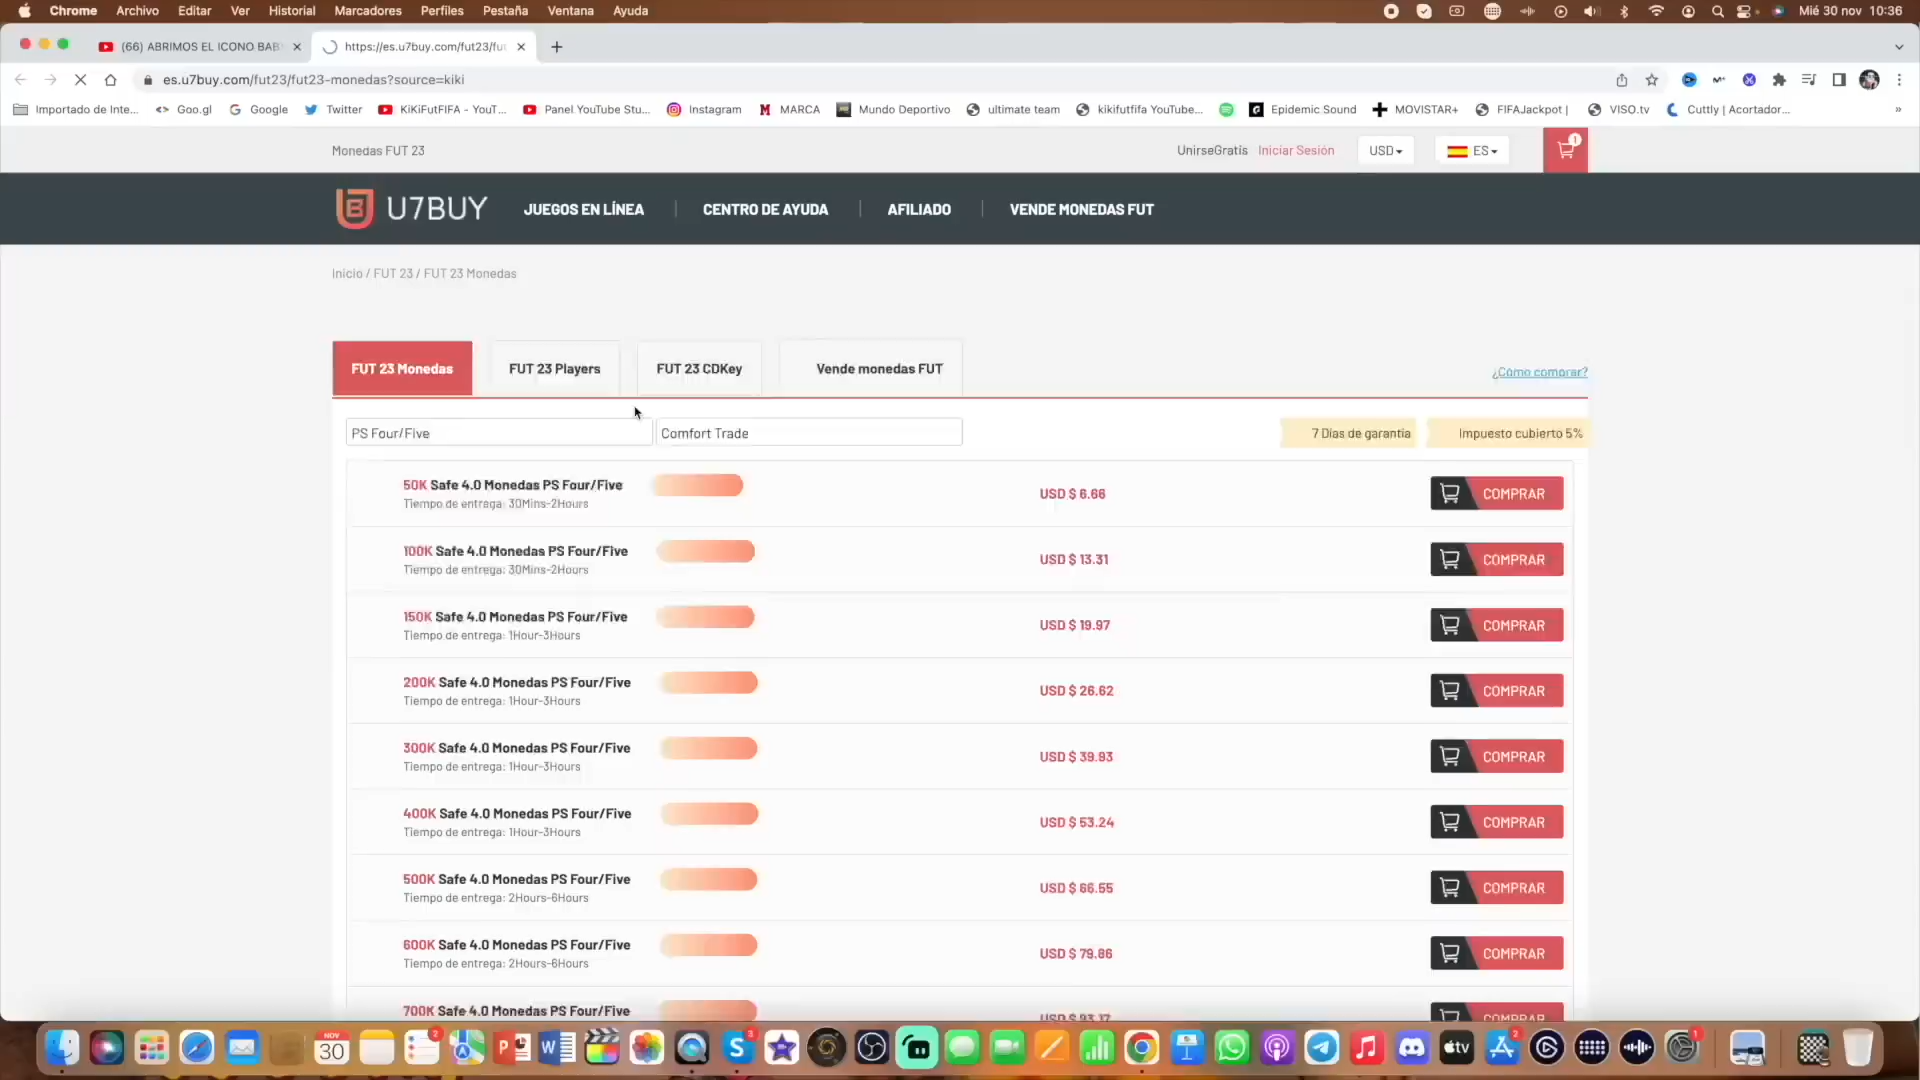 Chrome Archivo Editar Ver Historial Marcadores Perfiles Pestaña Ventana Ayuda Mié 30 nov 10:36
(66) ABRIMOS EL ICONO BAB https://es.u7buy.com/fut23/fut
es.u7buy.com/fut23/fut23-monedas?source=kiki
Importado de Inte... Goo.gl Google Twitter KiKiFutFIFA - YouT... Panel YouTube Stu... Instagram MARCA Mundo Deportivo ultimate team kikifutfifa YouTube... Epidemic Sound MOVISTAR+ FIFAJackpot | VISO.tv Cuttly | Acortador... »
Monedas FUT 23 UnirseGratis Iniciar Sesión USD ES 1
U7BUY JUEGOS EN LÍNEA CENTRO DE AYUDA AFILIADO VENDE MONEDAS FUT
Inicio / FUT 23 / FUT 23 Monedas
FUT 23 Monedas FUT 23 Players FUT 23 CDKey Vende monedas FUT ¿Cómo comprar?
PS Four/Five Comfort Trade 7 Días de garantía Impuesto cubierto 5%
50K Safe 4.0 Monedas PS Four/Five USD $ 6.66 COMPRAR
Tiempo de entrega: 30Mins-2Hours
100K Safe 4.0 Monedas PS Four/Five USD $ 13.31 COMPRAR
Tiempo de entrega: 30Mins-2Hours
150K Safe 4.0 Monedas PS Four/Five USD $ 19.97 COMPRAR
Tiempo de entrega: 1Hour-3Hours
200K Safe 4.0 Monedas PS Four/Five USD $ 26.62 COMPRAR
Tiempo de entrega: 1Hour-3Hours
300K Safe 4.0 Monedas PS Four/Five USD $ 39.93 COMPRAR
Tiempo de entrega: 1Hour-3Hours
400K Safe 4.0 Monedas PS Four/Five USD $ 53.24 COMPRAR
Tiempo de entrega: 1Hour-3Hours
500K Safe 4.0 Monedas PS Four/Five USD $ 66.55 COMPRAR
Tiempo de entrega: 2Hours-6Hours
600K Safe 4.0 Monedas PS Four/Five USD $ 79.86 COMPRAR
Tiempo de entrega: 2Hours-6Hours
700K Safe 4.0 Monedas PS Four/Five USD $ 93.17 COMPRAR
NOV 30 2 3 tv 2 1